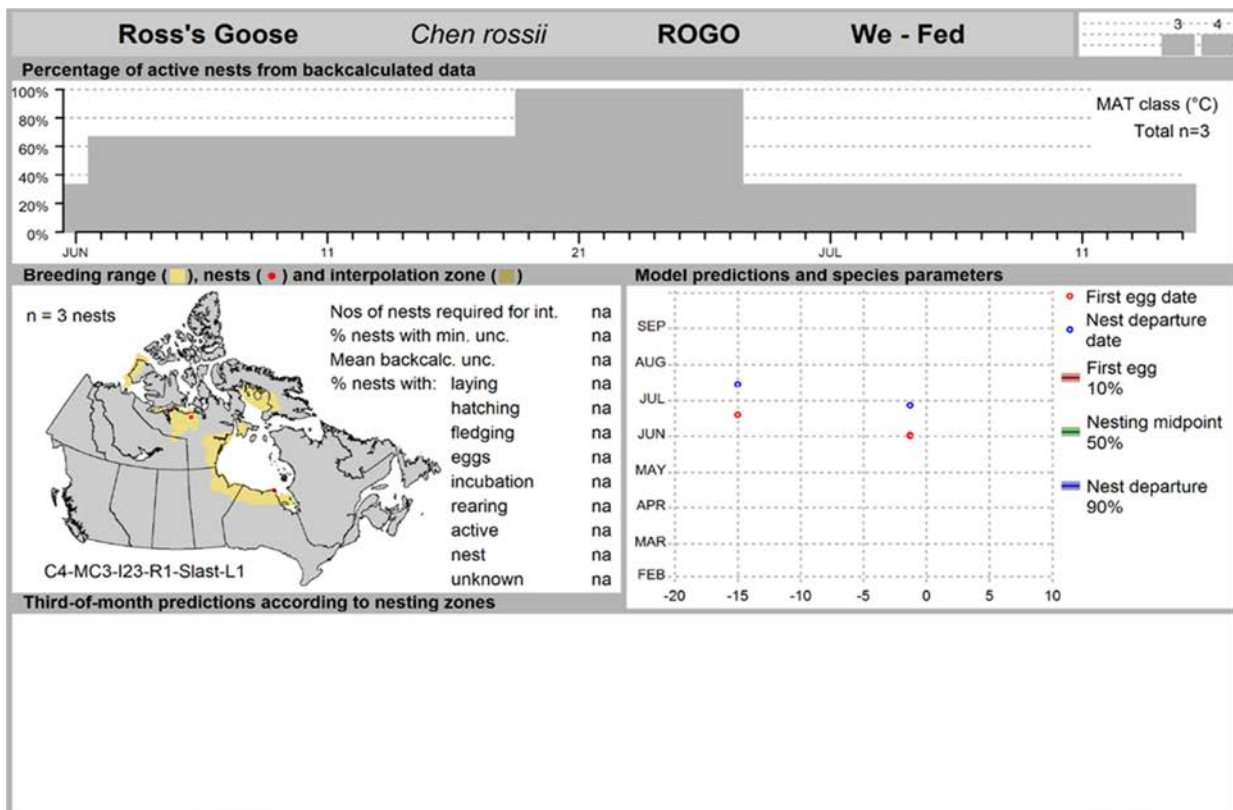 Ross's Goose Chen rossii ROGO We - Fed
3 4
Percentage of active nests from backcalculated data
100%
80%
60%
40%
20%
0%
MAT class (°C)
Total n=3
JUN 11 21 JUL 11
Breeding range ( ), nests ( ) and interpolation zone ( )
n = 3 nests
Nos of nests required for int. na
% nests with min. unc. na
Mean backcalc. unc. na
% nests with: laying na
hatching na
fledging na
eggs na
incubation na
rearing na
active na
nest na
unknown na
C4-MC3-I23-R1-Slast-L1
Model predictions and species parameters
SEP
AUG
JUL
JUN
MAY
APR
MAR
FEB
-20 -15 -10 -5 0 5 10
First egg date
Nest departure
date
First egg
10%
Nesting midpoint
50%
Nest departure
90%
Third-of-month predictions according to nesting zones